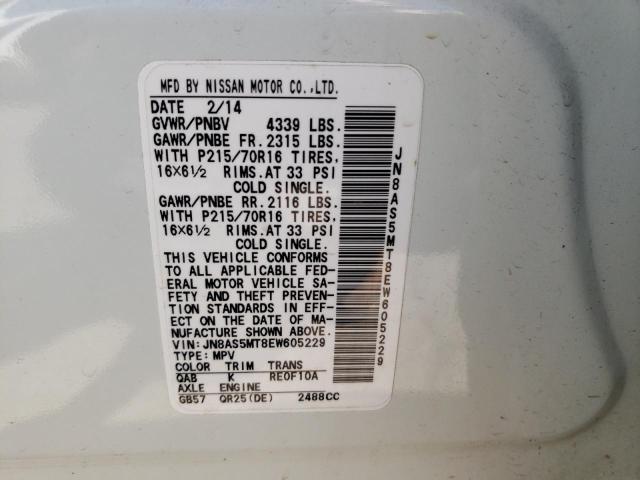 MFD BY NISSAN MOTOR CO.,LTD.
DATE 2/14
GVWR/PNBV 4339 LBS.
GAWR/PNBE FR. 2315 LBS.
WITH P215/70R16 TIRES,
16X6½ RIMS.AT 33 PSI
COLD SINGLE.
GAWR/PNBE RR. 2116 LBS.
WITH P215/70R16 TIRES,
16X6½ RIMS.AT 33 PSI
COLD SINGLE.
THIS VEHICLE CONFORMS
TO ALL APPLICABLE FED-
ERAL MOTOR VEHICLE SA-
FETY AND THEFT PREVEN-
TION STANDARDS IN EFF-
ECT ON THE DATE OF MA-
NUFACTURE SHOWN ABOVE.
VIN: JN8AS5MT8EW605229
TYPE: MPV
COLOR TRIM TRANS
QAB K RE0F10A
AXLE ENGINE
GB57 QR25(DE) 2488CC
JN8AS5MT8EW605229